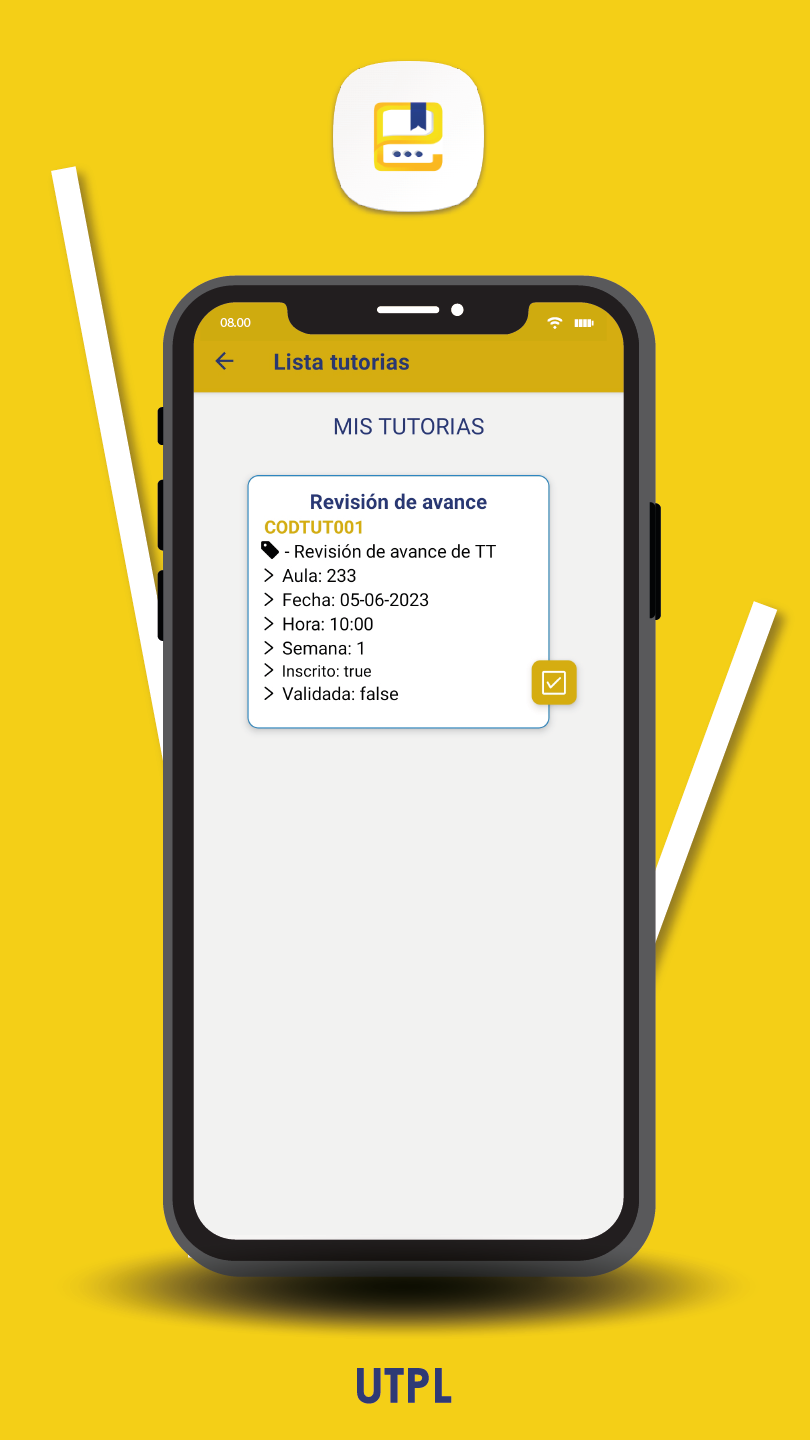 08.00
Lista tutorias
MIS TUTORIAS
Revisión de avance
CODTUT001
- Revisión de avance de TT
Aula: 233
Fecha: 05-06-2023
Hora: 10:00
Semana: 1
Inscrito: true
Validada: false
UTPL